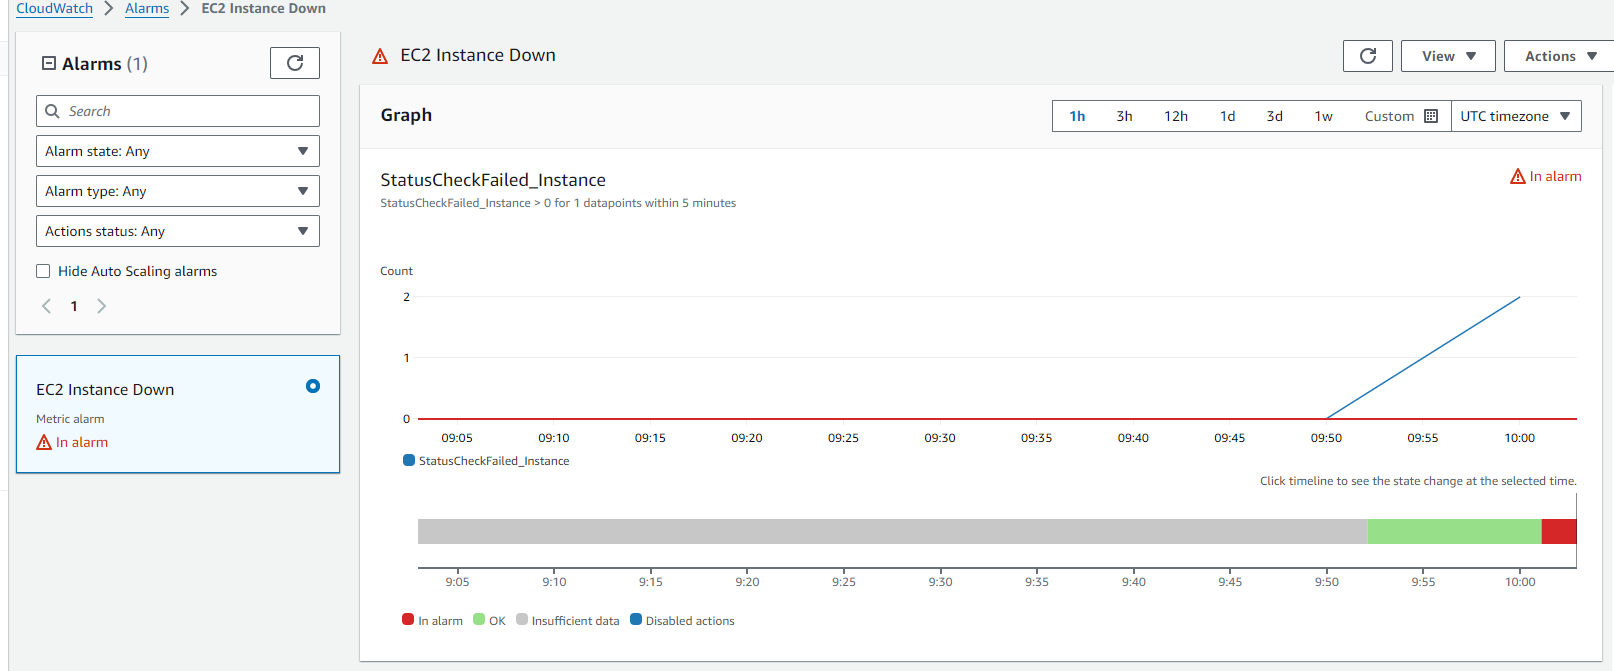 CloudWatch > Alarms > EC2 Instance Down
Alarms (1)
Search
Alarm state: Any
Alarm type: Any
Actions status: Any
Hide Auto Scaling alarms
1
EC2 Instance Down
Metric alarm
In alarm
EC2 Instance Down
View
Actions
Graph
1h 3h 12h 1d 3d 1w Custom UTC timezone
StatusCheckFailed_Instance
In alarm
StatusCheckFailed_Instance > 0 for 1 datapoints within 5 minutes
Count
2
1
0
09:05 09:10 09:15 09:20 09:25 09:30 09:35 09:40 09:45 09:50 09:55 10:00
StatusCheckFailed_Instance
Click timeline to see the state change at the selected time.
9:05 9:10 9:15 9:20 9:25 9:30 9:35 9:40 9:45 9:50 9:55 10:00
In alarm OK Insufficient data Disabled actions